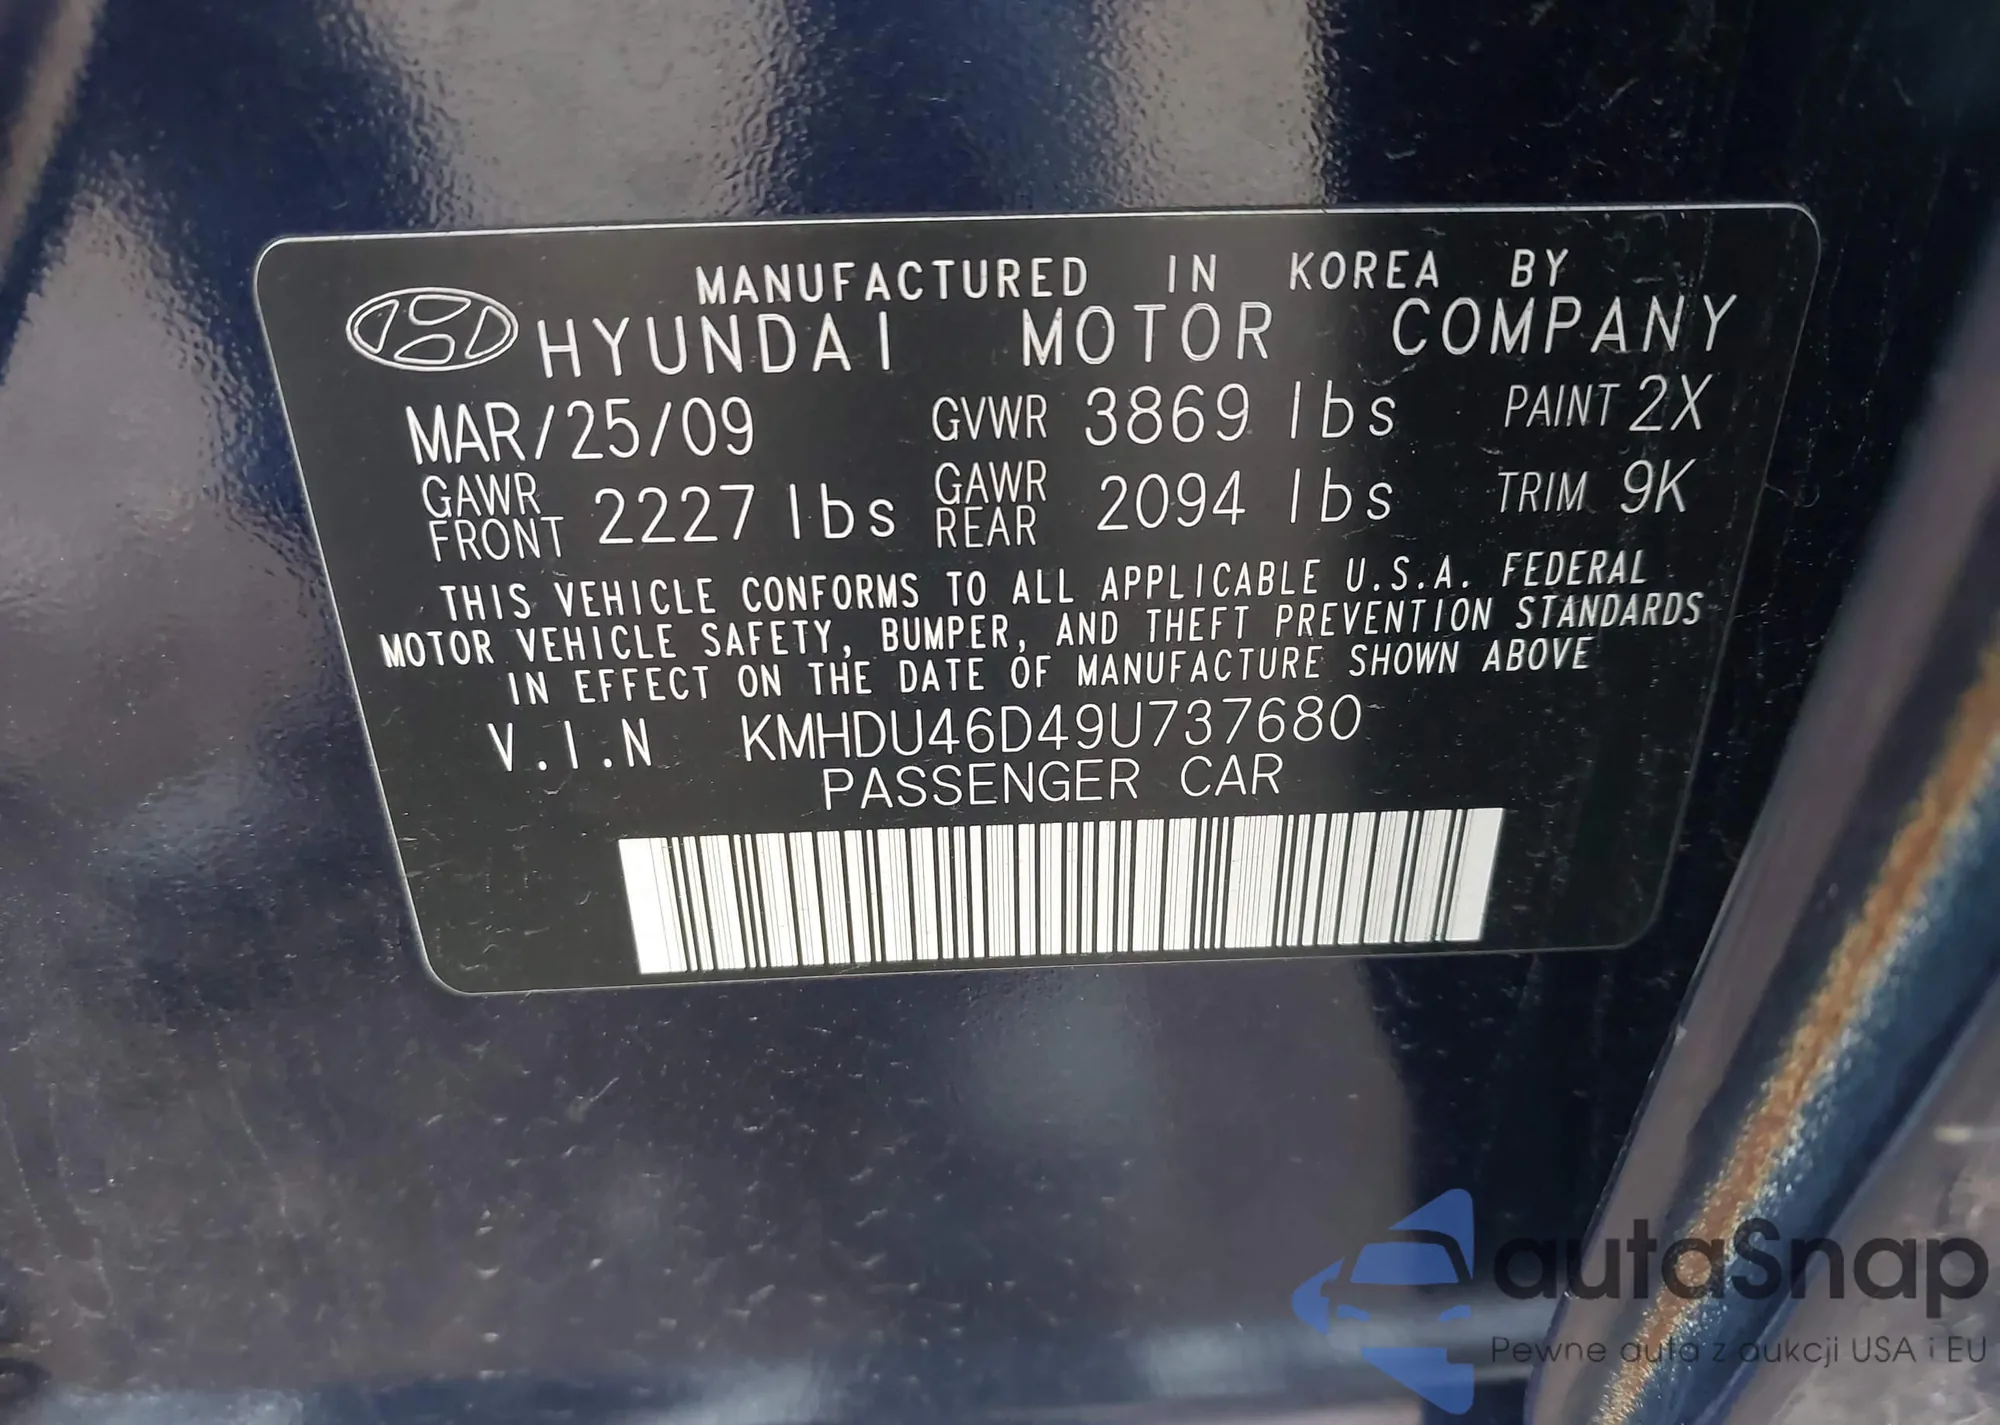 MANUFACTURED IN KOREA BY
HYUNDAI MOTOR COMPANY
MAR/25/09 GVWR 3869 lbs PAINT 2X
GAWR FRONT 2227 lbs GAWR REAR 2094 lbs TRIM 9K
THIS VEHICLE CONFORMS TO ALL APPLICABLE U.S.A. FEDERAL
MOTOR VEHICLE SAFETY, BUMPER, AND THEFT PREVENTION STANDARDS
IN EFFECT ON THE DATE OF MANUFACTURE SHOWN ABOVE
V.I.N KMHDU46D49U737680
PASSENGER CAR
autaSnap
Pewne auta z aukcji USA i EU